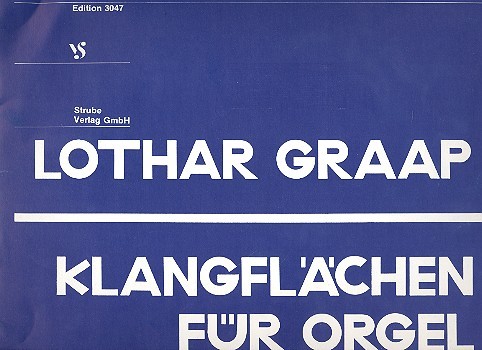 Edition 3047
VS
Strube
Verlag GmbH
LOTHAR GRAAP
KLANGFLÄCHEN
FÜR ORGEL